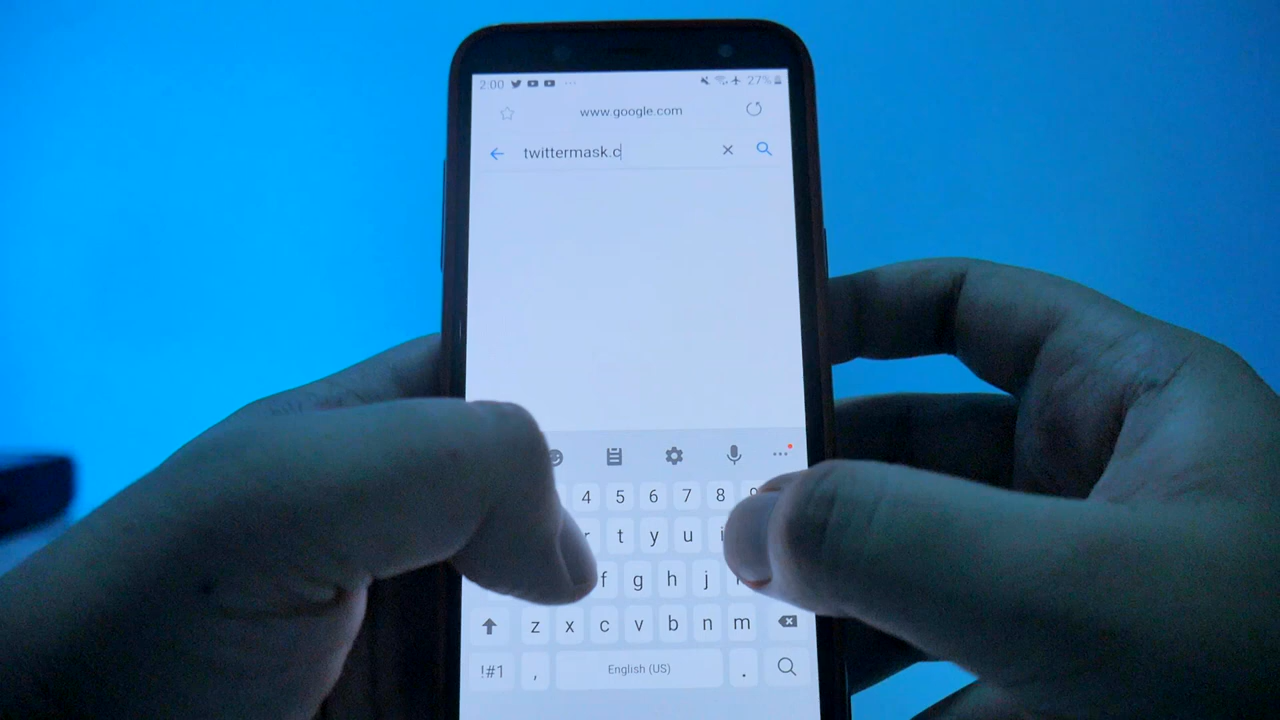 2:00 27%
www.google.com
twittermask.c
4 5 6 7 8 9
r t y u i
f g h j
z x c v b n m
!#1 , English (US) .